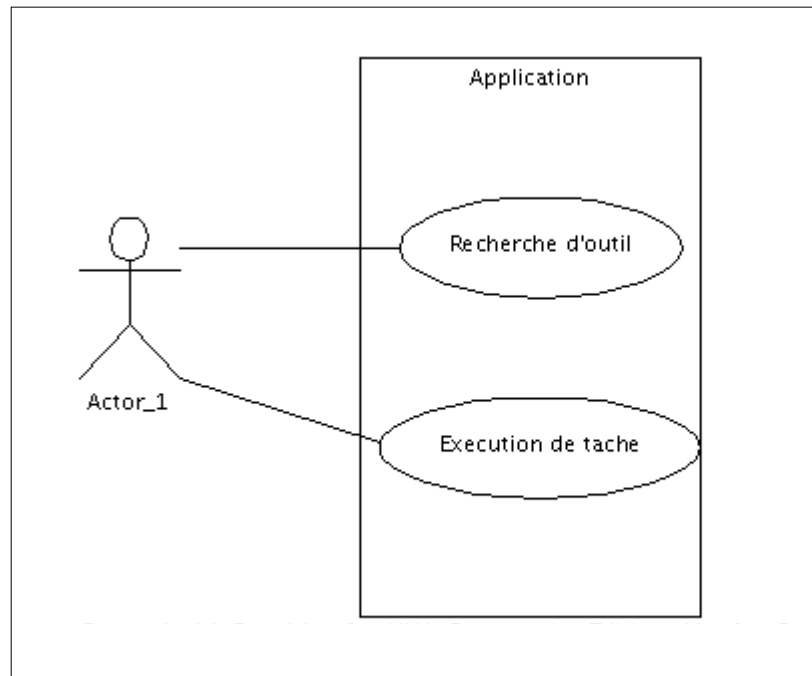 Application
Recherche d'outil
Actor_1
Execution de tache